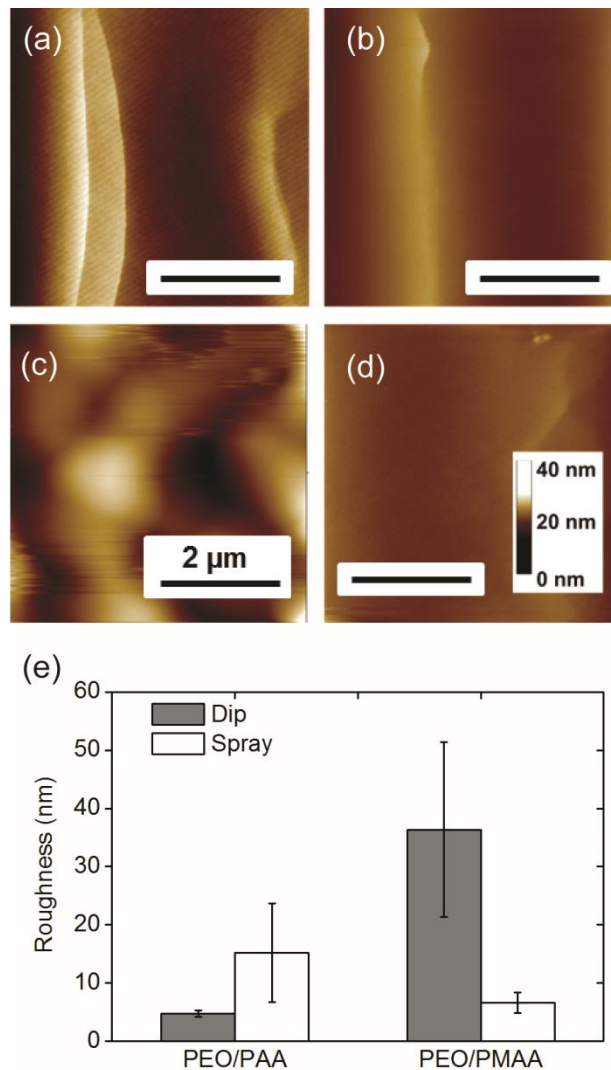 (a)
(b)
(c)
(d)
2 µm
40 nm
20 nm
0 nm
(e)
60
50
40
30
20
10
0
Roughness (nm)
Dip
Spray
PEO/PAA
PEO/PMAA